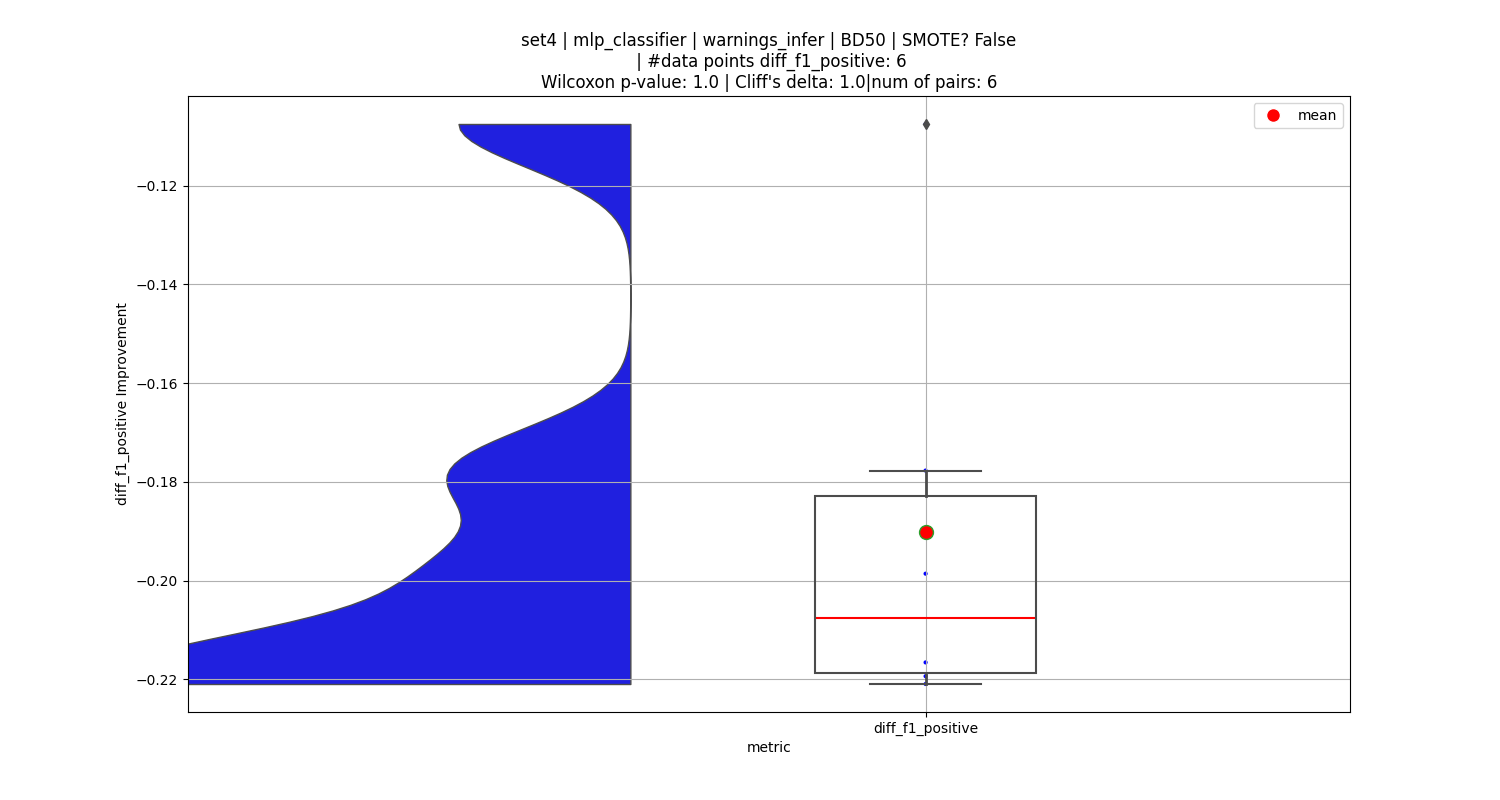 set4 | mlp_classifier | warnings_infer | BD50 | SMOTE? False
| #data points diff_f1_positive: 6
Wilcoxon p-value: 1.0 | Cliff's delta: 1.0|num of pairs: 6
mean
−0.12
−0.14
−0.16
−0.18
−0.20
−0.22
diff_f1_positive Improvement
diff_f1_positive
metric